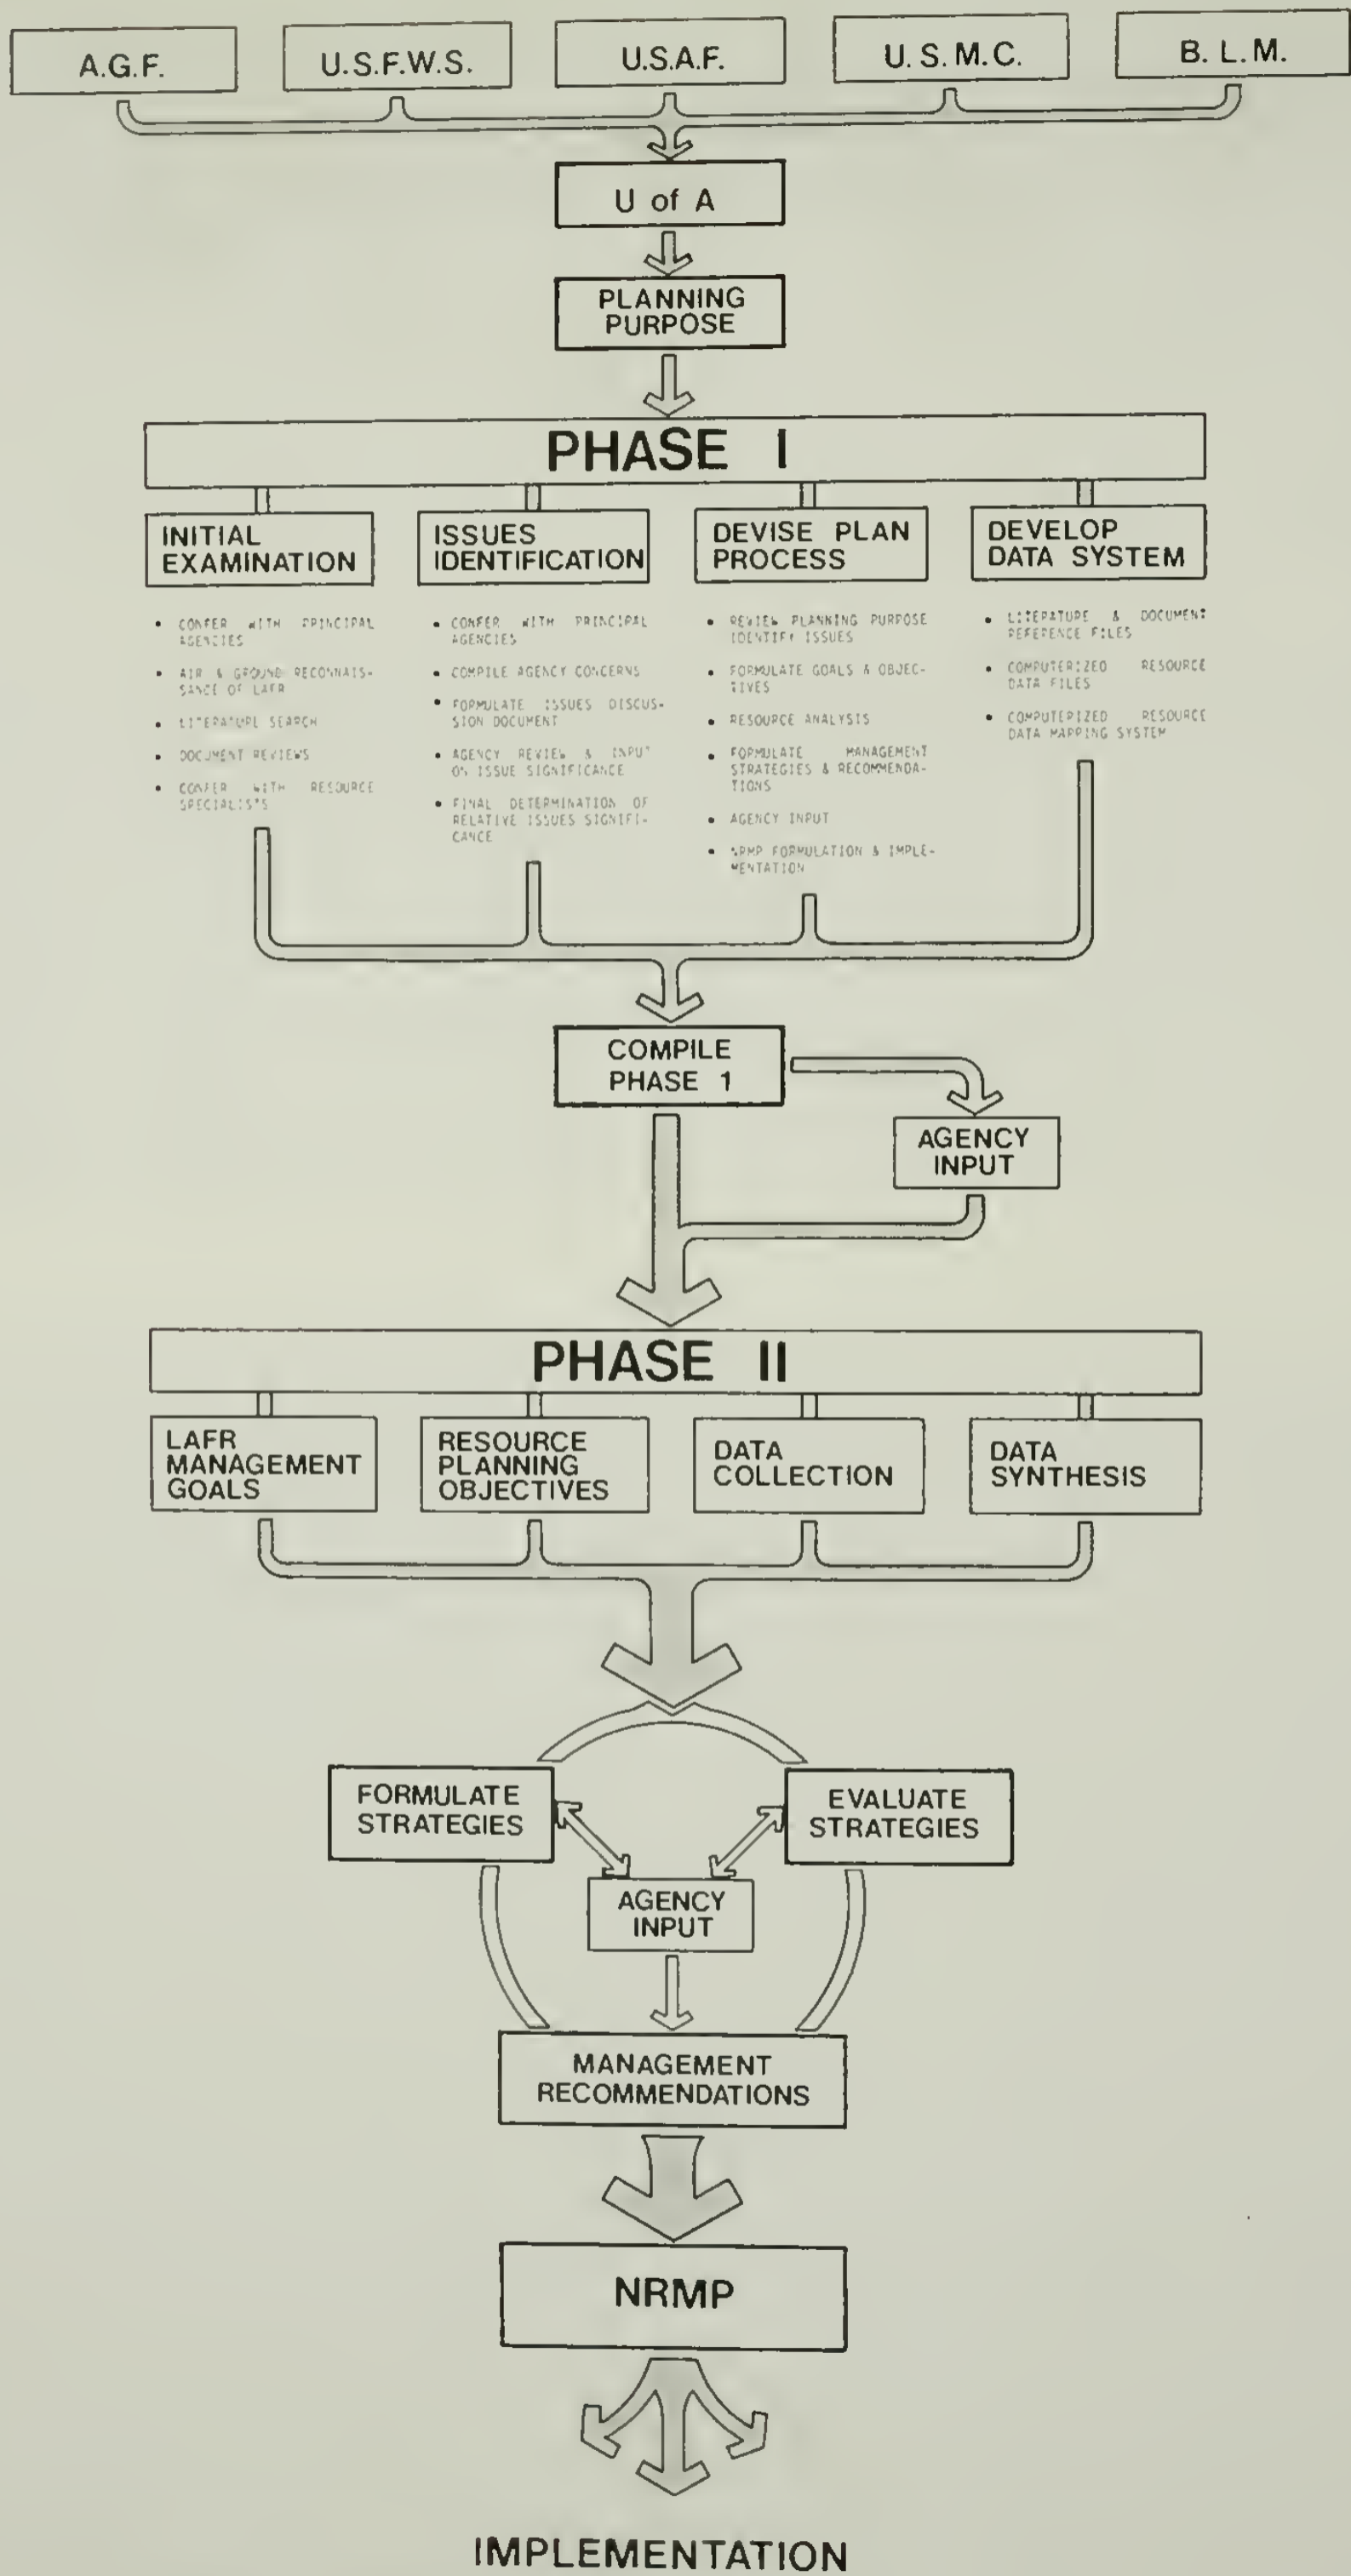 A.G.F.
U.S.F.W.S.
U.S.A.F.
U.S.M.C.
B.L.M.
U of A
PLANNING
PURPOSE
PHASE I
INITIAL
EXAMINATION
• CONFER WITH PRINCIPAL
AGENCIES
• AIR & GROUND RECONNAIS-
SANCE OF LAFR
• LITERATURE SEARCH
• DOCUMENT REVIEWS
• CONFER WITH RESOURCE
SPECIALISTS
ISSUES
IDENTIFICATION
• CONFER WITH PRINCIPAL
AGENCIES
• COMPILE AGENCY CONCERNS
• FORMULATE ISSUES DISCUS-
SION DOCUMENT
• AGENCY REVIEW & INPUT
ON ISSUE SIGNIFICANCE
• FINAL DETERMINATION OF
RELATIVE ISSUES SIGNIFI-
CANCE
DEVISE PLAN
PROCESS
• REVIEW PLANNING PURPOSE
IDENTIFY ISSUES
• FORMULATE GOALS & OBJEC-
TIVES
• RESOURCE ANALYSIS
• FORMULATE MANAGEMENT
STRATEGIES & RECOMMENDA-
TIONS
• AGENCY INPUT
• NRMP FORMULATION & IMPLE-
MENTATION
DEVELOP
DATA SYSTEM
• LITERATURE & DOCUMENT
REFERENCE FILES
• COMPUTERIZED RESOURCE
DATA FILES
• COMPUTERIZED RESOURCE
DATA MAPPING SYSTEM
COMPILE
PHASE 1
AGENCY
INPUT
PHASE II
LAFR
MANAGEMENT
GOALS
RESOURCE
PLANNING
OBJECTIVES
DATA
COLLECTION
DATA
SYNTHESIS
FORMULATE
STRATEGIES
EVALUATE
STRATEGIES
AGENCY
INPUT
MANAGEMENT
RECOMMENDATIONS
NRMP
IMPLEMENTATION